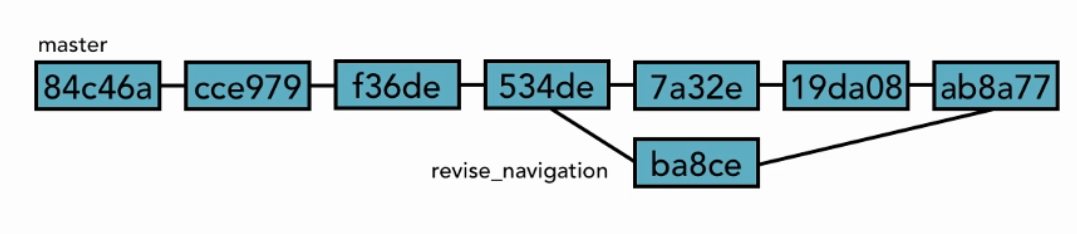 master
84c46a cce979 f36de 534de 7a32e 19da08 ab8a77
revise_navigation ba8ce